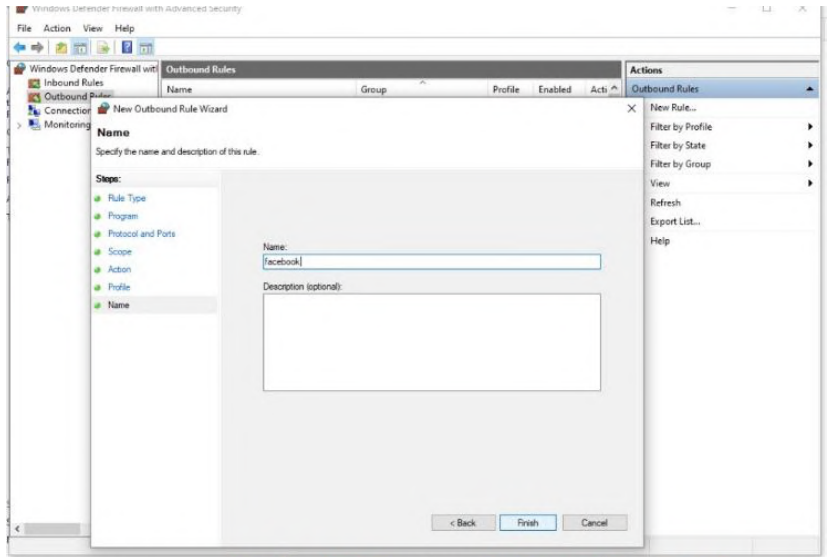 Windows Defender Firewall with Advanced Security
File Action View Help
Windows Defender Firewall wit
Inbound Rules
Outbound Rules
Connection
Monitoring
Outbound Rules
Name Group Profile Enabled Acti
Actions
Outbound Rules
New Rule...
Filter by Profile
Filter by State
Filter by Group
View
Refresh
Export List...
Help
New Outbound Rule Wizard
Name
Specify the name and description of this rule.
Steps:
Rule Type
Program
Protocol and Ports
Scope
Action
Profile
Name
Name:
facebook
Description (optional):
< Back Finish Cancel